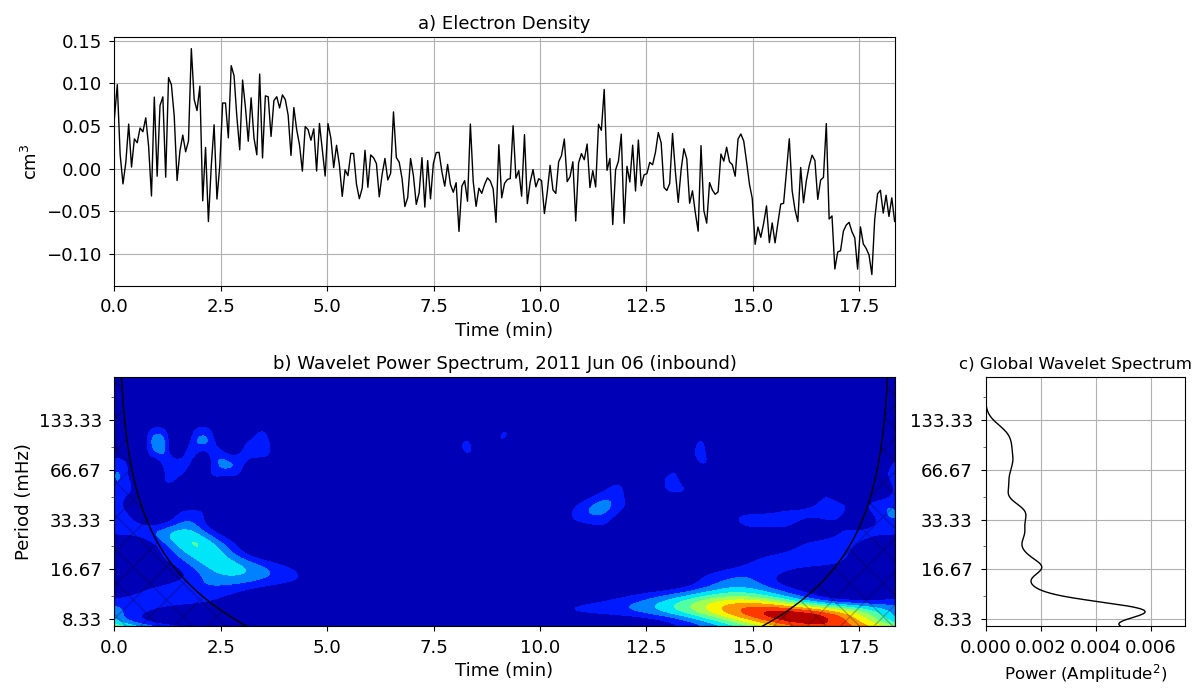 a) Electron Density
0.15
0.10
0.05
0.00
−0.05
−0.10
cm³
0.0 2.5 5.0 7.5 10.0 12.5 15.0 17.5
Time (min)
b) Wavelet Power Spectrum, 2011 Jun 06 (inbound)
133.33
66.67
33.33
16.67
8.33
Period (mHz)
0.0 2.5 5.0 7.5 10.0 12.5 15.0 17.5
Time (min)
c) Global Wavelet Spectrum
133.33
66.67
33.33
16.67
8.33
0.000 0.002 0.004 0.006
Power (Amplitude²)